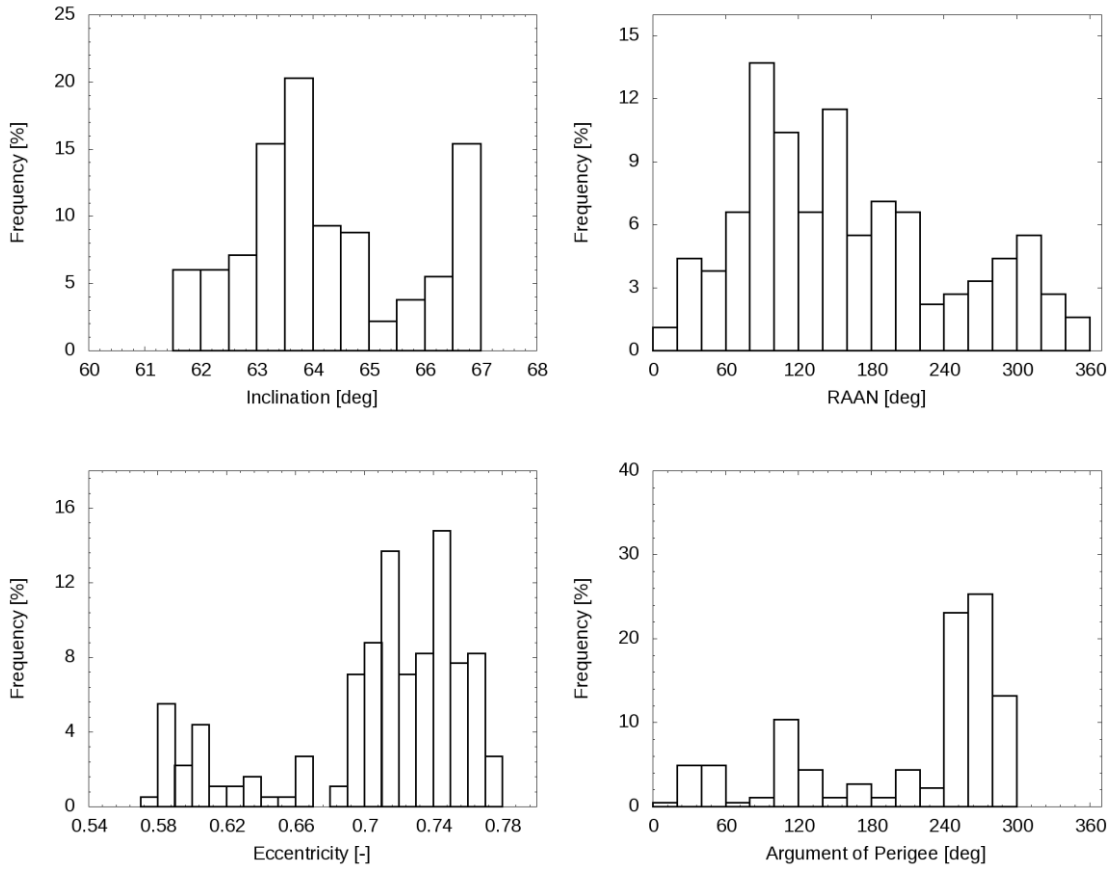 25
20
15
10
5
0
Frequency [%]
60 61 62 63 64 65 66 67 68
Inclination [deg]
15
12
9
6
3
0
Frequency [%]
0 60 120 180 240 300 360
RAAN [deg]
16
12
8
4
0
Frequency [%]
0.54 0.58 0.62 0.66 0.7 0.74 0.78
Eccentricity [-]
40
30
20
10
0
Frequency [%]
0 60 120 180 240 300 360
Argument of Perigee [deg]